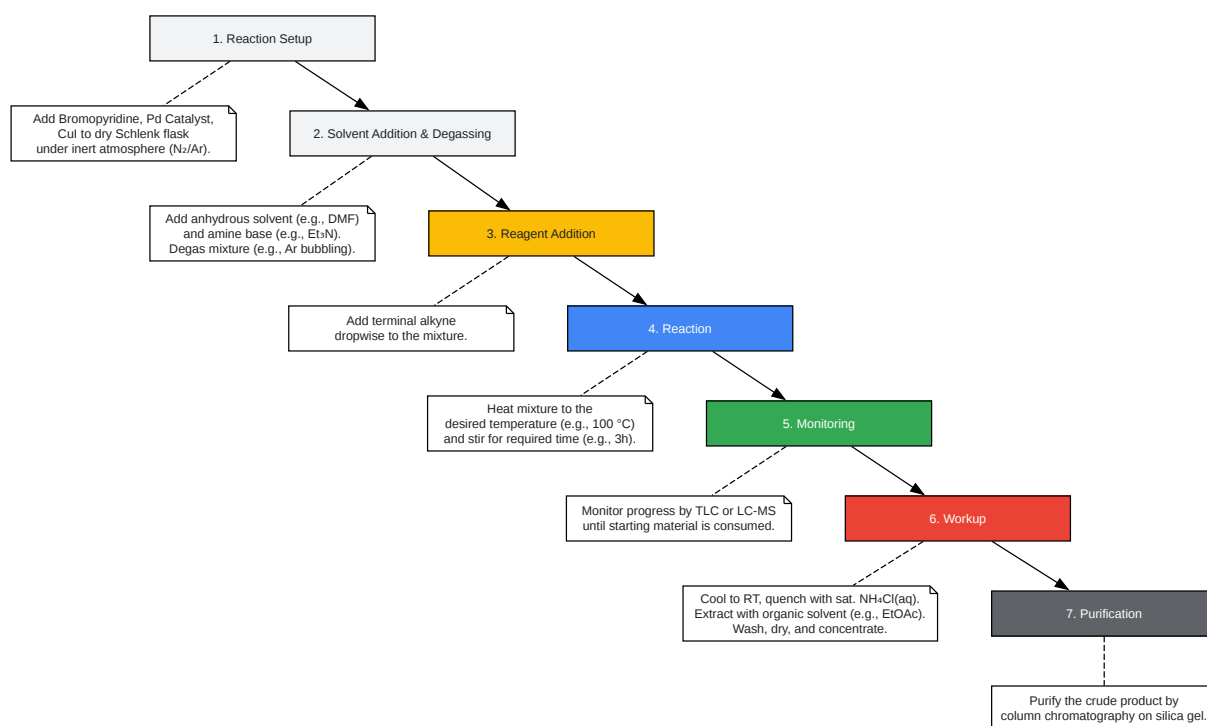 1. Reaction Setup
Add Bromopyridine, Pd Catalyst,
CuI to dry Schlenk flask
under inert atmosphere (N₂/Ar).
2. Solvent Addition & Degassing
Add anhydrous solvent (e.g., DMF)
and amine base (e.g., Et₃N).
Degas mixture (e.g., Ar bubbling).
3. Reagent Addition
Add terminal alkyne
dropwise to the mixture.
4. Reaction
Heat mixture to the
desired temperature (e.g., 100 °C)
and stir for required time (e.g., 3h).
5. Monitoring
Monitor progress by TLC or LC-MS
until starting material is consumed.
6. Workup
Cool to RT, quench with sat. NH₄Cl(aq).
Extract with organic solvent (e.g., EtOAc).
Wash, dry, and concentrate.
7. Purification
Purify the crude product by
column chromatography on silica gel.